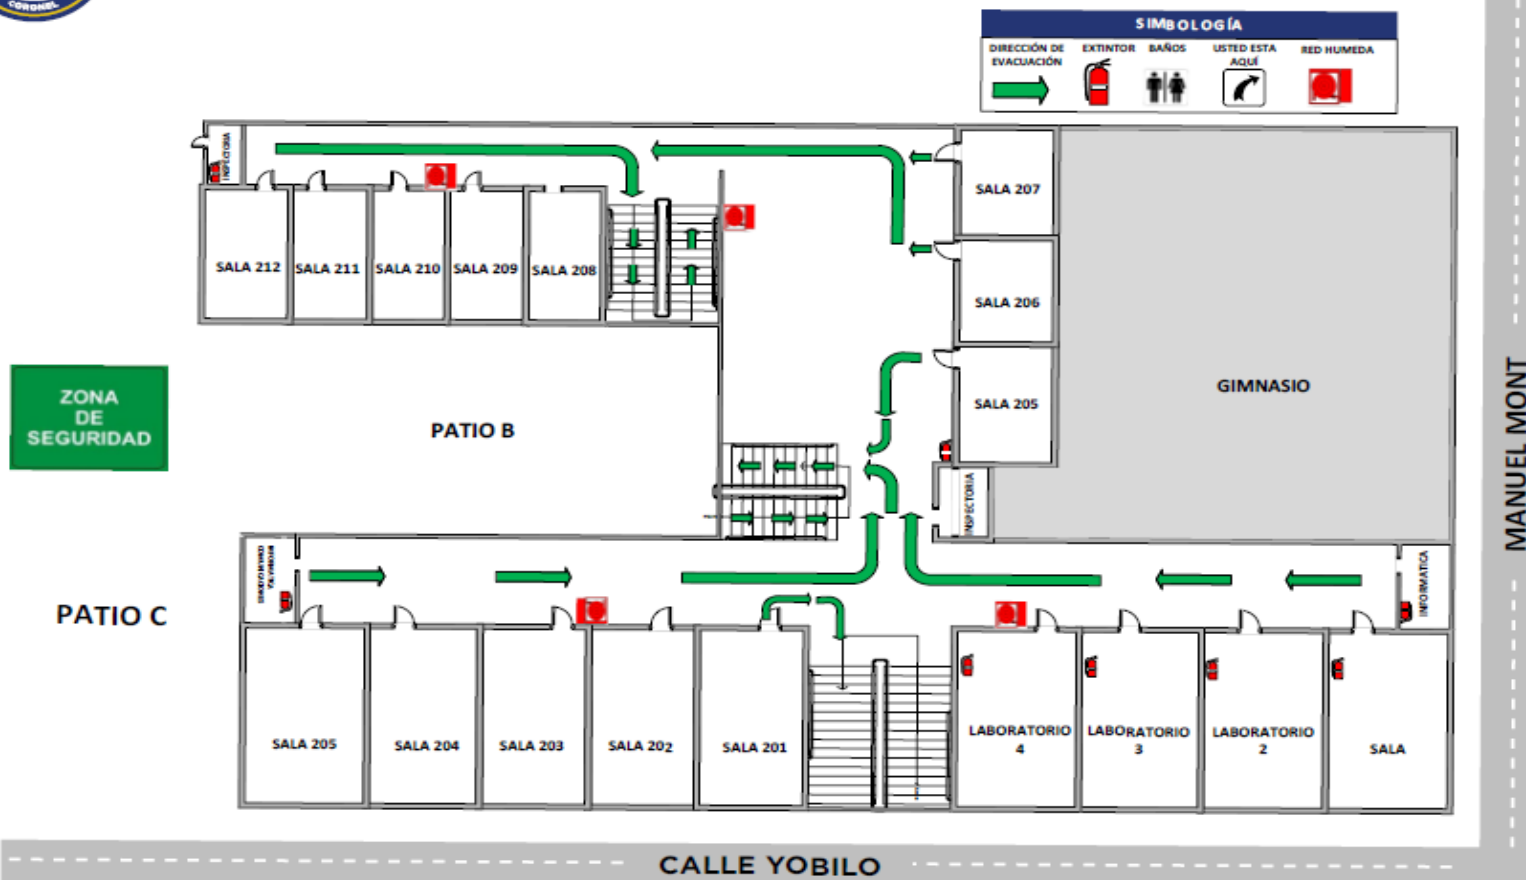 CORONEL
SIMBOLOGÍA
DIRECCIÓN DE
EVACUACIÓN
EXTINTOR
BAÑOS
USTED ESTA
AQUÍ
RED HUMEDA
INSPECTORIA
SALA 207
SALA 212
SALA 211
SALA 210
SALA 209
SALA 208
SALA 206
ZONA
DE
SEGURIDAD
PATIO B
SALA 205
GIMNASIO
MANUEL MONT
INSPECTORIA
PATIO C
INFORMATICA
SALA 205
SALA 204
SALA 203
SALA 202
SALA 201
LABORATORIO
4
LABORATORIO
3
LABORATORIO
2
SALA
CALLE YOBILO